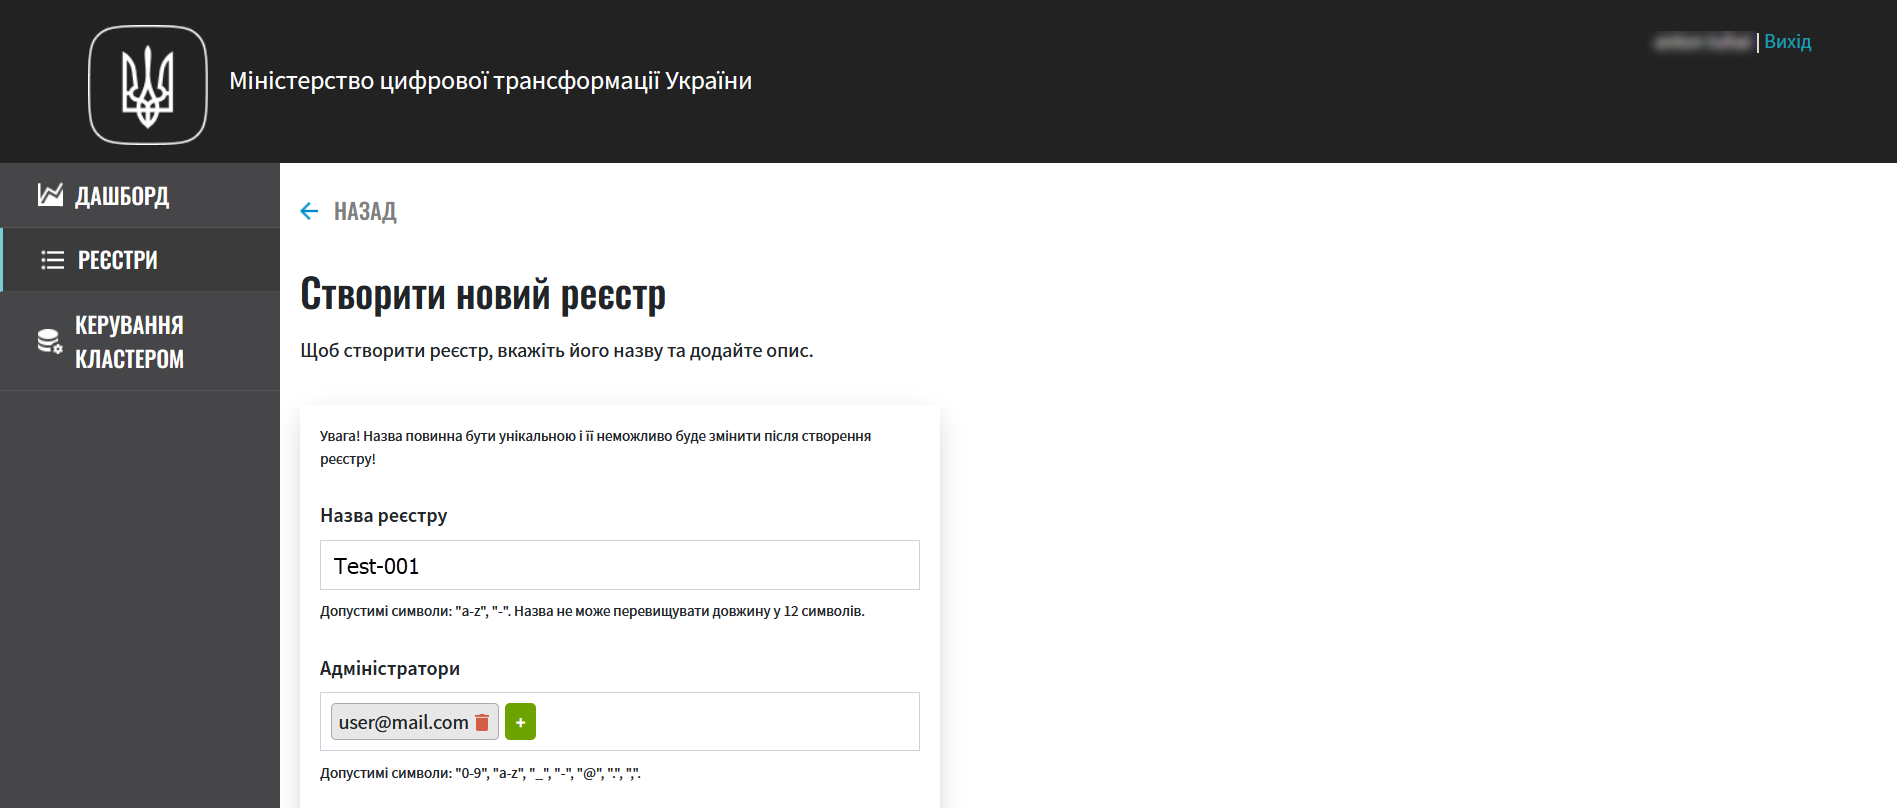 Міністерство цифрової трансформації України
| Вихід
ДАШБОРД
РЕЄСТРИ
КЕРУВАННЯ
КЛАСТЕРОМ
← НАЗАД
Створити новий реєстр
Щоб створити реєстр, вкажіть його назву та додайте опис.
Увага! Назва повинна бути унікальною і її неможливо буде змінити після створення
реєстру!
Назва реєстру
Test-001
Допустимі символи: "a-z", "-". Назва не може перевищувати довжину у 12 символів.
Адміністратори
user@mail.com +
Допустимі символи: "0-9", "a-z", "_", "-", "@", ".", ",".